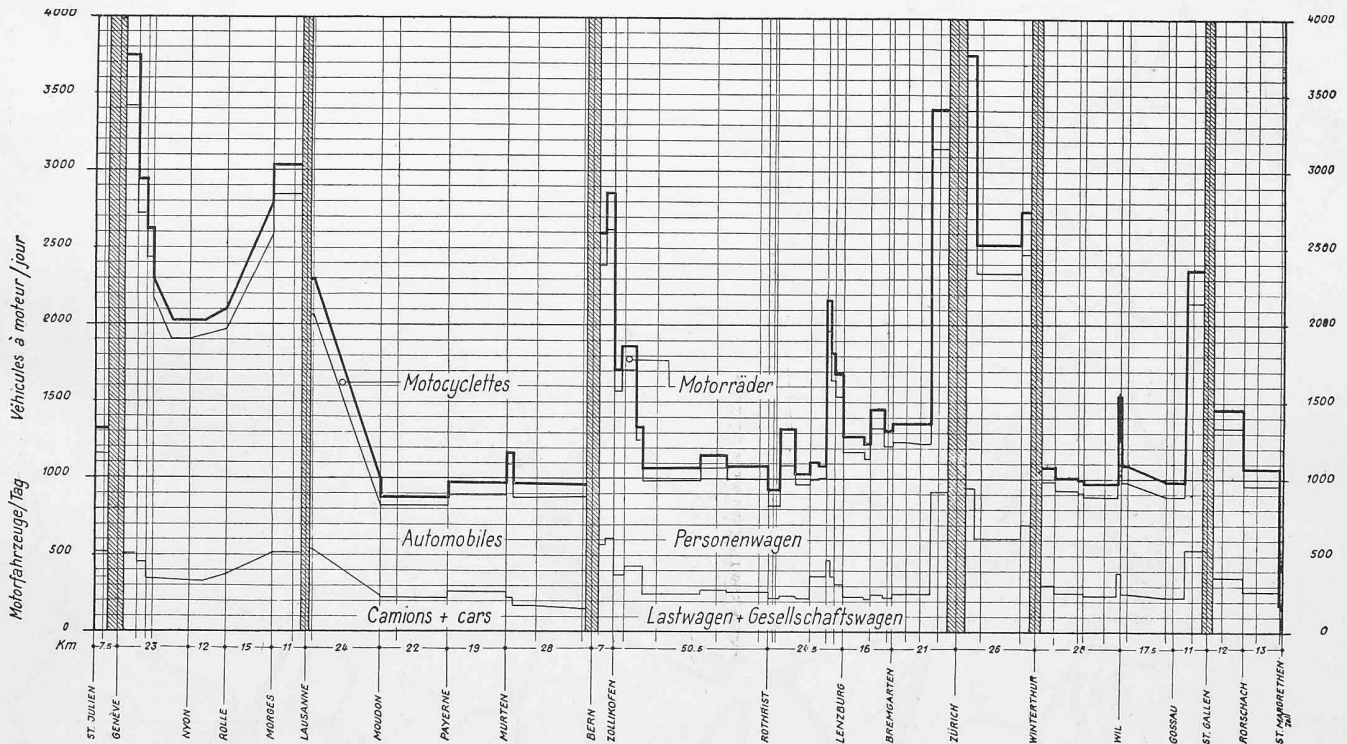 4000
3500
3000
2500
2000
1500
1000
500
0
Motorfahrzeuge/Tag Véhicules à moteur/jour
4000
3500
3000
2500
2000
1500
1000
500
0
Motocyclettes
Motorräder
Automobiles
Personenwagen
Camions + cars
Lastwagen + Gesellschaftswagen
Km 7.5 23 12 15 11 24 22 19 28 7 50.5 24.5 16 21 26 28 17.5 11 12 13
ST. JULIEN
GENÈVE
NYON
ROLLE
MORGES
LAUSANNE
MOUDON
PAYERNE
MURTEN
BERN
ZOLLIKOFEN
ROTHRIST
LENZBURG
BREMGARTEN
ZÜRICH
WINTERTHUR
WIL
GOSSAU
ST. GALLEN
RORSCHACH
ST. MARGRETHEN
Zoll